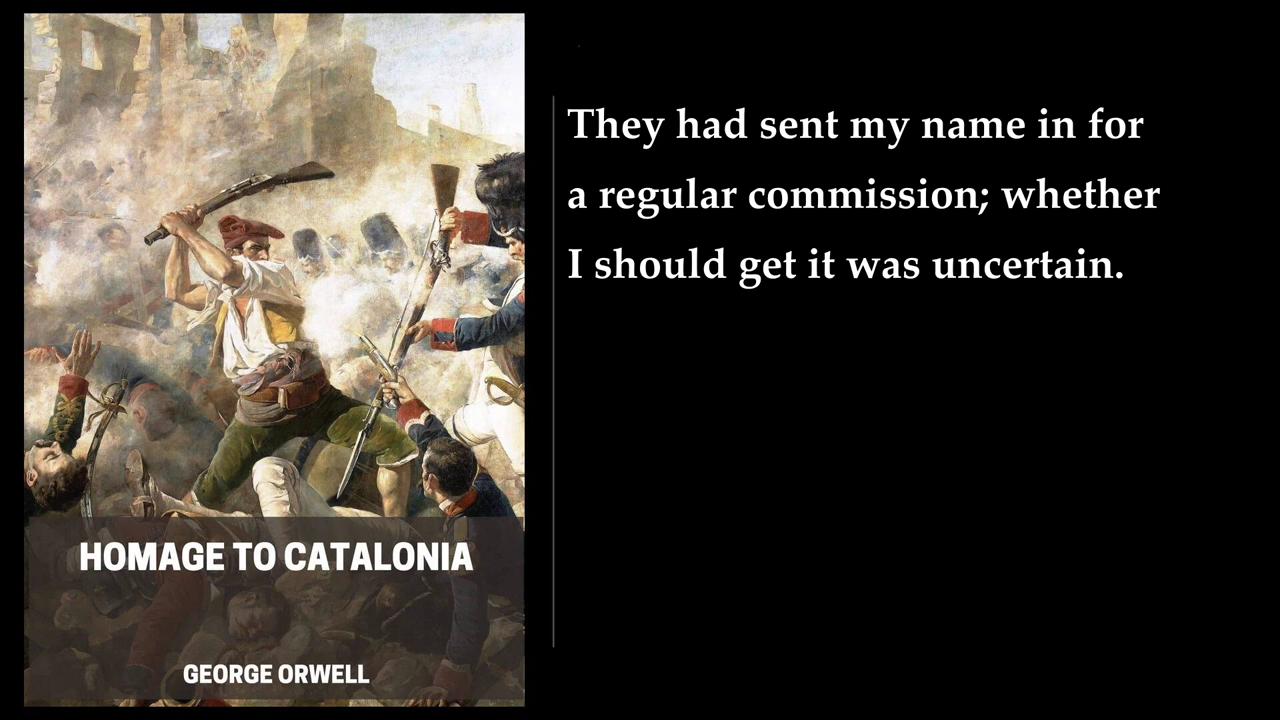 They had sent my name in for
a regular commission; whether
I should get it was uncertain.
HOMAGE TO CATALONIA
GEORGE ORWELL